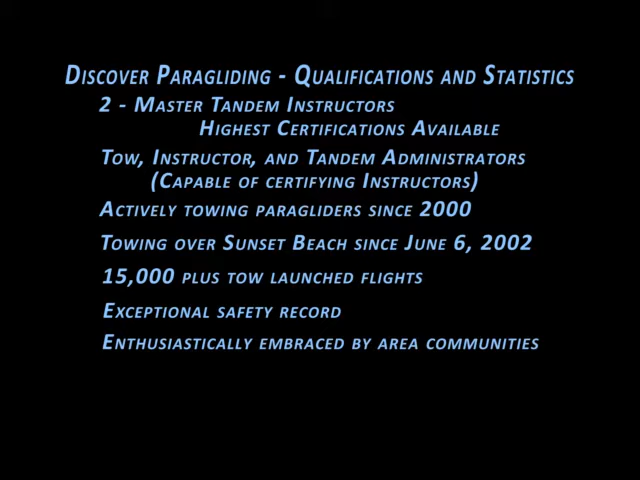 Discover Paragliding - Qualifications and Statistics
2 - Master Tandem Instructors
Highest Certifications Available
Tow, Instructor, and Tandem Administrators
(Capable of certifying Instructors)
Actively towing paragliders since 2000
Towing over Sunset Beach since June 6, 2002
15,000 plus tow launched flights
Exceptional safety record
Enthusiastically embraced by area communities